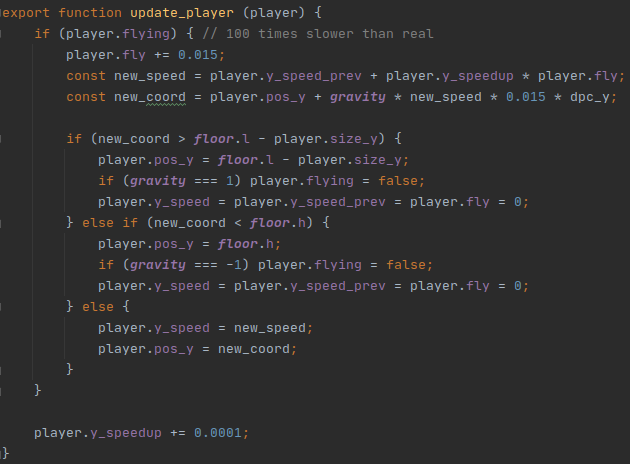 export function update_player (player) {
    if (player.flying) { // 100 times slower than real
        player.fly += 0.015;
        const new_speed = player.y_speed_prev + player.y_speedup * player.fly;
        const new_coord = player.pos_y + gravity * new_speed * 0.015 * dpc_y;

        if (new_coord > floor.l - player.size_y) {
            player.pos_y = floor.l - player.size_y;
            if (gravity === 1) player.flying = false;
            player.y_speed = player.y_speed_prev = player.fly = 0;
        } else if (new_coord < floor.h) {
            player.pos_y = floor.h;
            if (gravity === -1) player.flying = false;
            player.y_speed = player.y_speed_prev = player.fly = 0;
        } else {
            player.y_speed = new_speed;
            player.pos_y = new_coord;
        }
    }

    player.y_speedup += 0.0001;
}